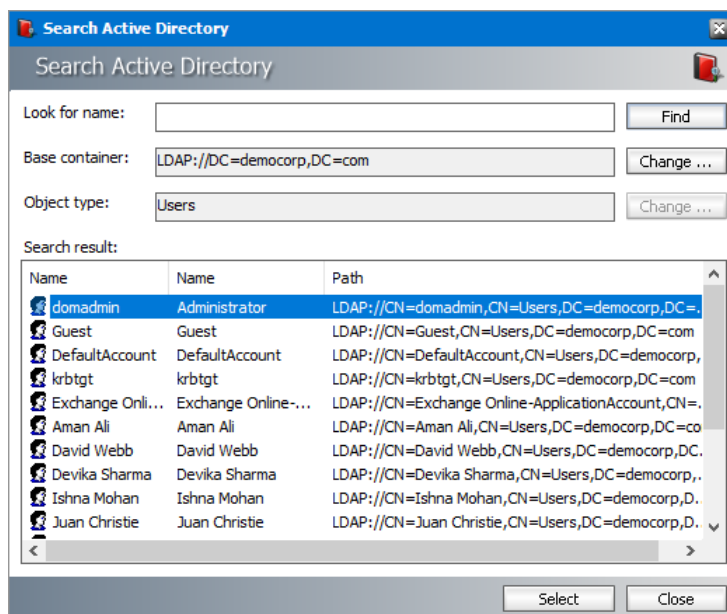 Search Active Directory
Search Active Directory
Look for name:
Find
Base container: LDAP://DC=democorp,DC=com Change ...
Object type: Users Change ...
Search result:
Name Name Path
domadmin Administrator LDAP://CN=domadmin,CN=Users,DC=democorp,DC=...
Guest Guest LDAP://CN=Guest,CN=Users,DC=democorp,DC=com
DefaultAccount DefaultAccount LDAP://CN=DefaultAccount,CN=Users,DC=democorp,
krbtgt krbtgt LDAP://CN=krbtgt,CN=Users,DC=democorp,DC=com
Exchange Onli... Exchange Online-... LDAP://CN=Exchange Online-ApplicationAccount,CN=.
Aman Ali Aman Ali LDAP://CN=Aman Ali,CN=Users,DC=democorp,DC=co
David Webb David Webb LDAP://CN=David Webb,CN=Users,DC=democorp,DC.
Devika Sharma Devika Sharma LDAP://CN=Devika Sharma,CN=Users,DC=democorp,.
Ishna Mohan Ishna Mohan LDAP://CN=Ishna Mohan,CN=Users,DC=democorp,D..
Juan Christie Juan Christie LDAP://CN=Juan Christie,CN=Users,DC=democorp,D..
Select Close